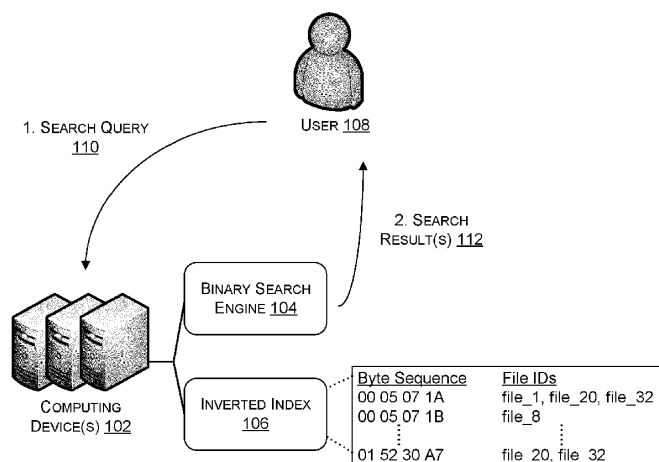 1. SEARCH QUERY
110
USER 108
2. SEARCH
RESULT(S) 112
BINARY SEARCH
ENGINE 104
COMPUTING
DEVICE(S) 102
INVERTED INDEX
106
Byte Sequence File IDs
00 05 07 1A file_1, file_20, file_32
00 05 07 1B file_8
01 52 30 A7 file_20, file_32